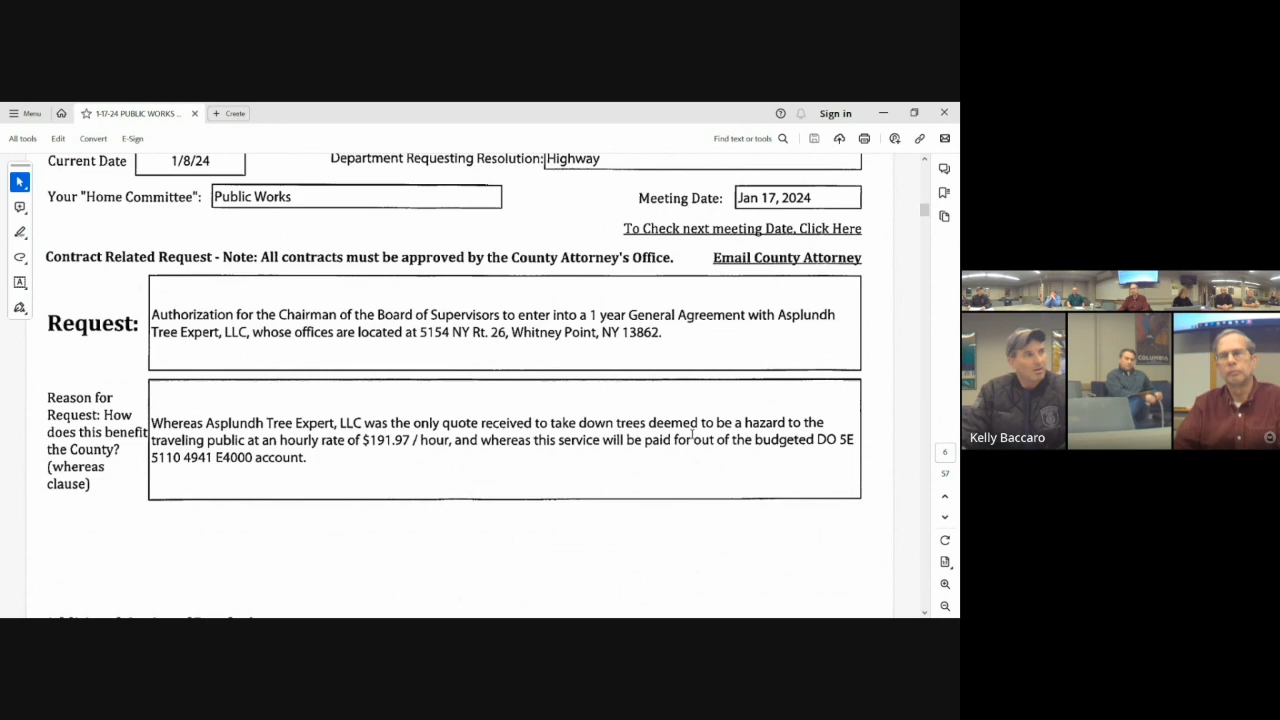 Menu
1-17-24 PUBLIC WORKS ...
Create
Sign in
All tools
Edit
Convert
E-Sign
Find text or tools
Current Date
1/8/24
Department Requesting Resolution:
Highway
Your "Home Committee":
Public Works
Meeting Date:
Jan 17, 2024
To Check next meeting Date, Click Here
Contract Related Request - Note: All contracts must be approved by the County Attorney's Office.
Email County Attorney
Request:
Authorization for the Chairman of the Board of Supervisors to enter into a 1 year General Agreement with Asplundh
Tree Expert, LLC, whose offices are located at 5154 NY Rt. 26, Whitney Point, NY 13862.
Reason for
Request: How
does this benefit
the County?
(whereas
clause)
Whereas Asplundh Tree Expert, LLC was the only quote received to take down trees deemed to be a hazard to the
traveling public at an hourly rate of $191.97 / hour, and whereas this service will be paid for out of the budgeted DO 5E
5110 4941 E4000 account.
6
57
COLUMBIA
Kelly Baccaro